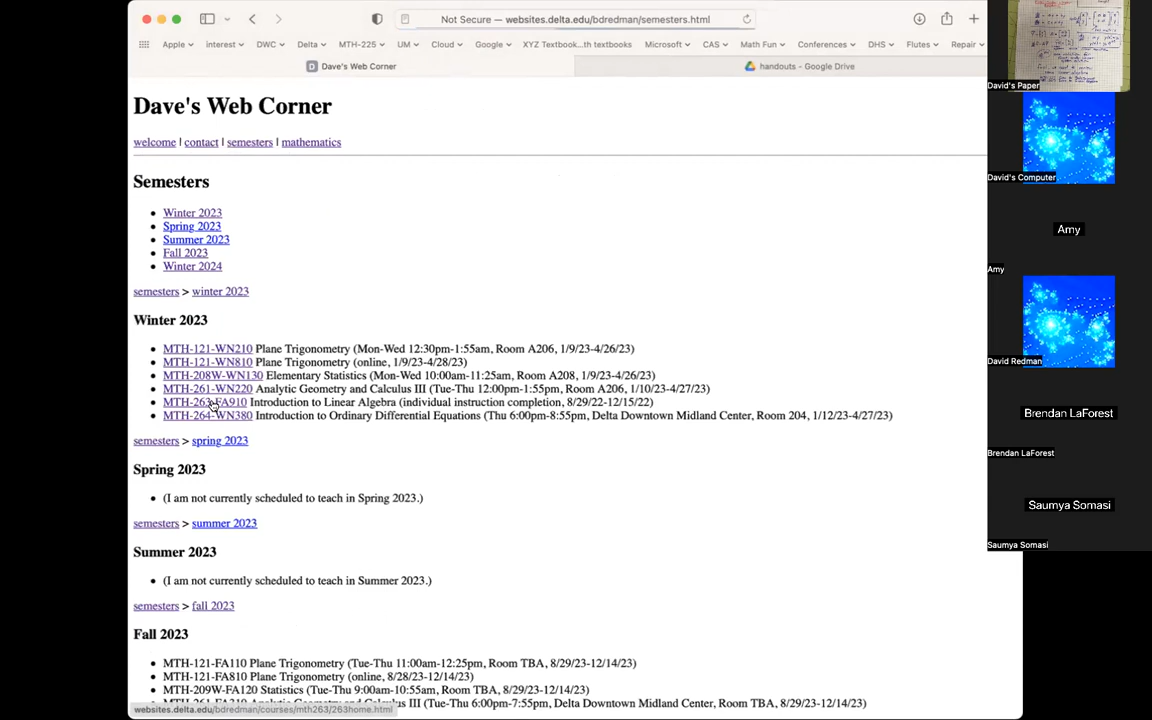 Not Secure — websites.delta.edu/bdredman/semesters.html
Apple
interest
DWC
Delta
MTH-225
UM
Cloud
Google
XYZ Textbook...th textbooks
Microsoft
CAS
Math Fun
Conferences
DHS
Flutes
Repair
Dave's Web Corner
handouts - Google Drive
Dave's Web Corner
welcome | contact | semesters | mathematics
Semesters
• Winter 2023
• Spring 2023
• Summer 2023
• Fall 2023
• Winter 2024
semesters > winter 2023
Winter 2023
• MTH-121-WN210 Plane Trigonometry (Mon-Wed 12:30pm-1:55am, Room A206, 1/9/23-4/26/23)
• MTH-121-WN810 Plane Trigonometry (online, 1/9/23-4/28/23)
• MTH-208W-WN130 Elementary Statistics (Mon-Wed 10:00am-11:25am, Room A208, 1/9/23-4/26/23)
• MTH-261-WN220 Analytic Geometry and Calculus III (Tue-Thu 12:00pm-1:55pm, Room A206, 1/10/23-4/27/23)
• MTH-263-FA910 Introduction to Linear Algebra (individual instruction completion, 8/29/22-12/15/22)
• MTH-264-WN380 Introduction to Ordinary Differential Equations (Thu 6:00pm-8:55pm, Delta Downtown Midland Center, Room 204, 1/12/23-4/27/23)
semesters > spring 2023
Spring 2023
• (I am not currently scheduled to teach in Spring 2023.)
semesters > summer 2023
Summer 2023
• (I am not currently scheduled to teach in Summer 2023.)
semesters > fall 2023
Fall 2023
• MTH-121-FA110 Plane Trigonometry (Tue-Thu 11:00am-12:25pm, Room TBA, 8/29/23-12/14/23)
• MTH-121-FA810 Plane Trigonometry (online, 8/28/23-12/14/23)
• MTH-209W-FA120 Statistics (Tue-Thu 9:00am-10:55am, Room TBA, 8/29/23-12/14/23)
• MTH-261-FA310 Analytic Geometry and Calculus III (Tue-Thu 6:00pm-7:55pm, Delta Downtown Midland Center, Room TBA, 8/29/23-12/14/23)
websites.delta.edu/bdredman/courses/mth263/263home.html
David's Paper
David's Computer
Amy
Amy
David Redman
Brendan LaForest
Brendan LaForest
Saumya Somasi
Saumya Somasi